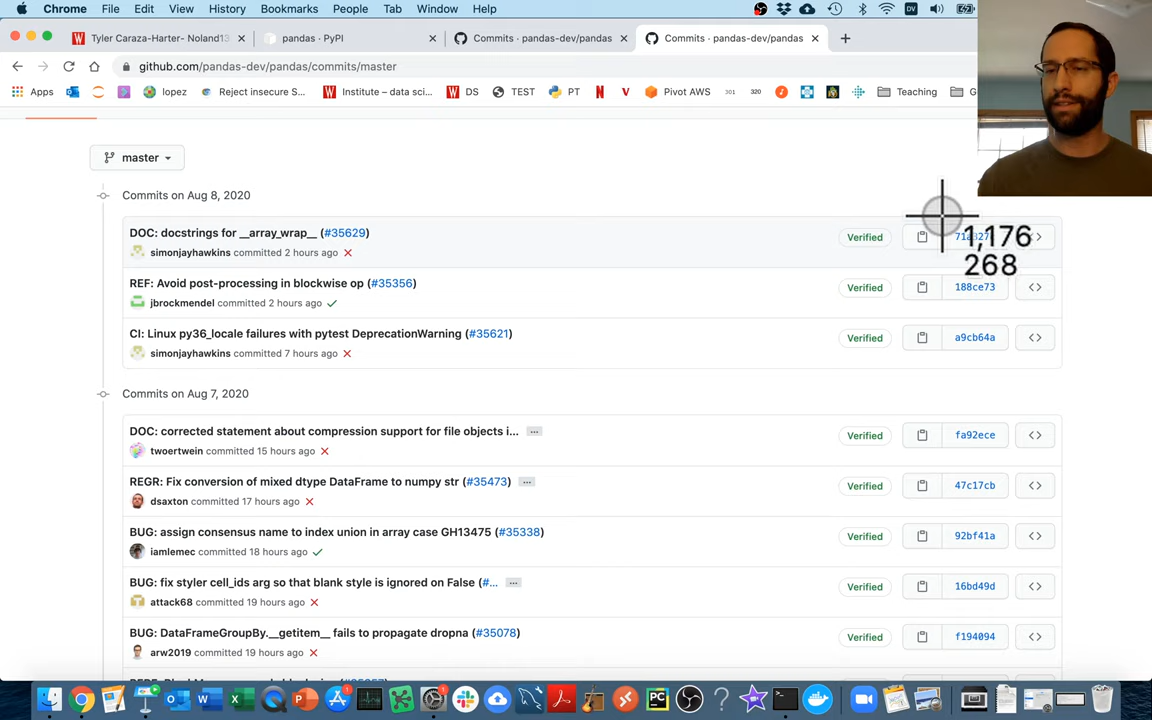 Chrome File Edit View History Bookmarks People Tab Window Help
Tyler Caraza-Harter- Noland13
pandas · PyPI
Commits · pandas-dev/pandas
Commits · pandas-dev/pandas
github.com/pandas-dev/pandas/commits/master
Apps lopez Reject insecure S... Institute – data sci... DS TEST PT Pivot AWS 301 320 Teaching
master
Commits on Aug 8, 2020
DOC: docstrings for __array_wrap__ (#35629)
simonjayhawkins committed 2 hours ago
Verified
1,176
268
REF: Avoid post-processing in blockwise op (#35356)
jbrockmendel committed 2 hours ago
Verified 188ce73
CI: Linux py36_locale failures with pytest DeprecationWarning (#35621)
simonjayhawkins committed 7 hours ago
Verified a9cb64a
Commits on Aug 7, 2020
DOC: corrected statement about compression support for file objects i... ...
twoertwein committed 15 hours ago
Verified fa92ece
REGR: Fix conversion of mixed dtype DataFrame to numpy str (#35473) ...
dsaxton committed 17 hours ago
Verified 47c17cb
BUG: assign consensus name to index union in array case GH13475 (#35338)
iamlemec committed 18 hours ago
Verified 92bf41a
BUG: fix styler cell_ids arg so that blank style is ignored on False (#... ...
attack68 committed 19 hours ago
Verified 16bd49d
BUG: DataFrameGroupBy.__getitem__ fails to propagate dropna (#35078)
arw2019 committed 19 hours ago
Verified f194094